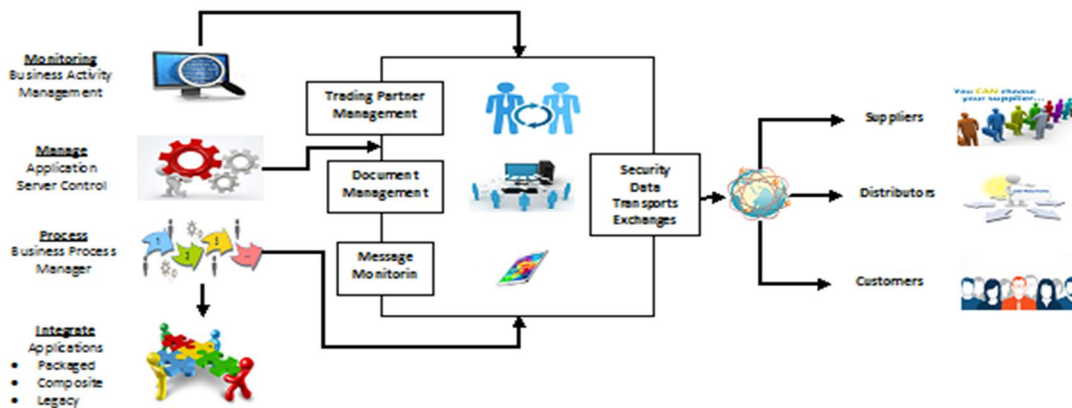 Monitoring
Business Activity
Management
Manage
Application
Server Control
Process
Business Process
Manager
Integrate
Applications
• Packaged
• Composite
• Legacy
Trading Partner
Management
Document
Management
Message
Monitorin
Security
Data
Transports
Exchanges
Suppliers
Distributors
Customers
You CAN choose
your supplier...